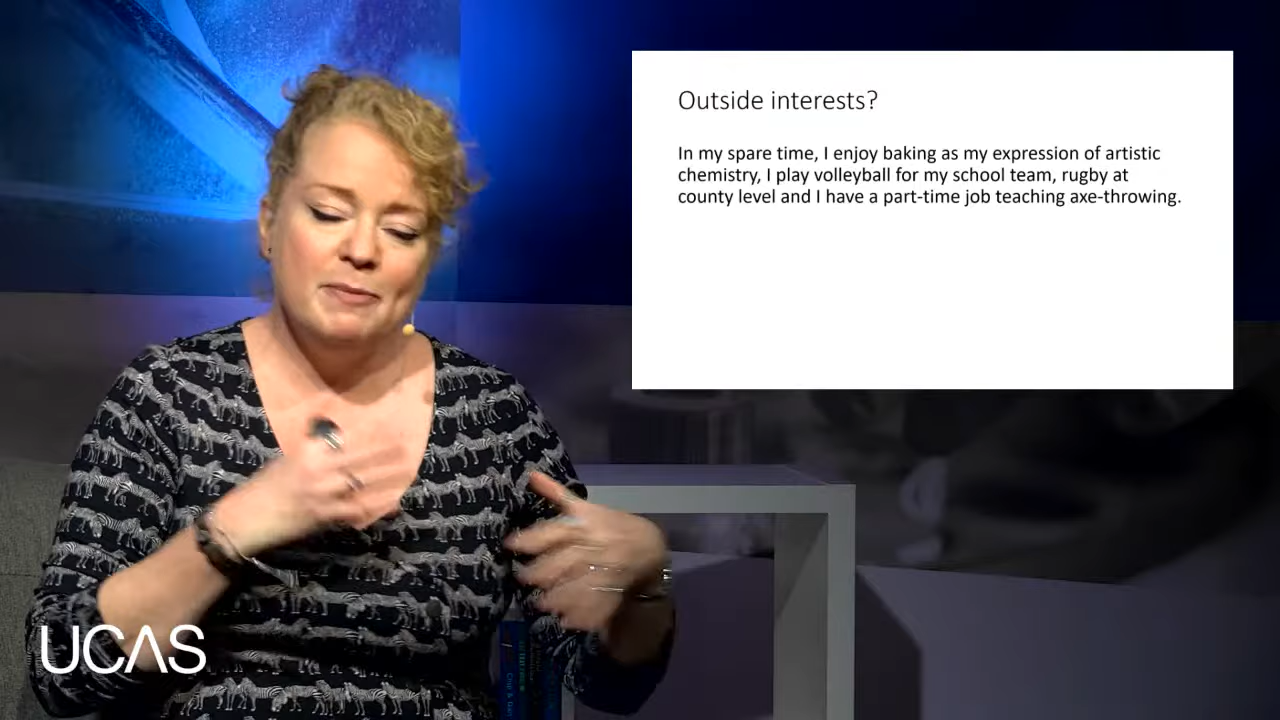 Outside interests?
In my spare time, I enjoy baking as my expression of artistic
chemistry, I play volleyball for my school team, rugby at
county level and I have a part-time job teaching axe-throwing.
UCAS